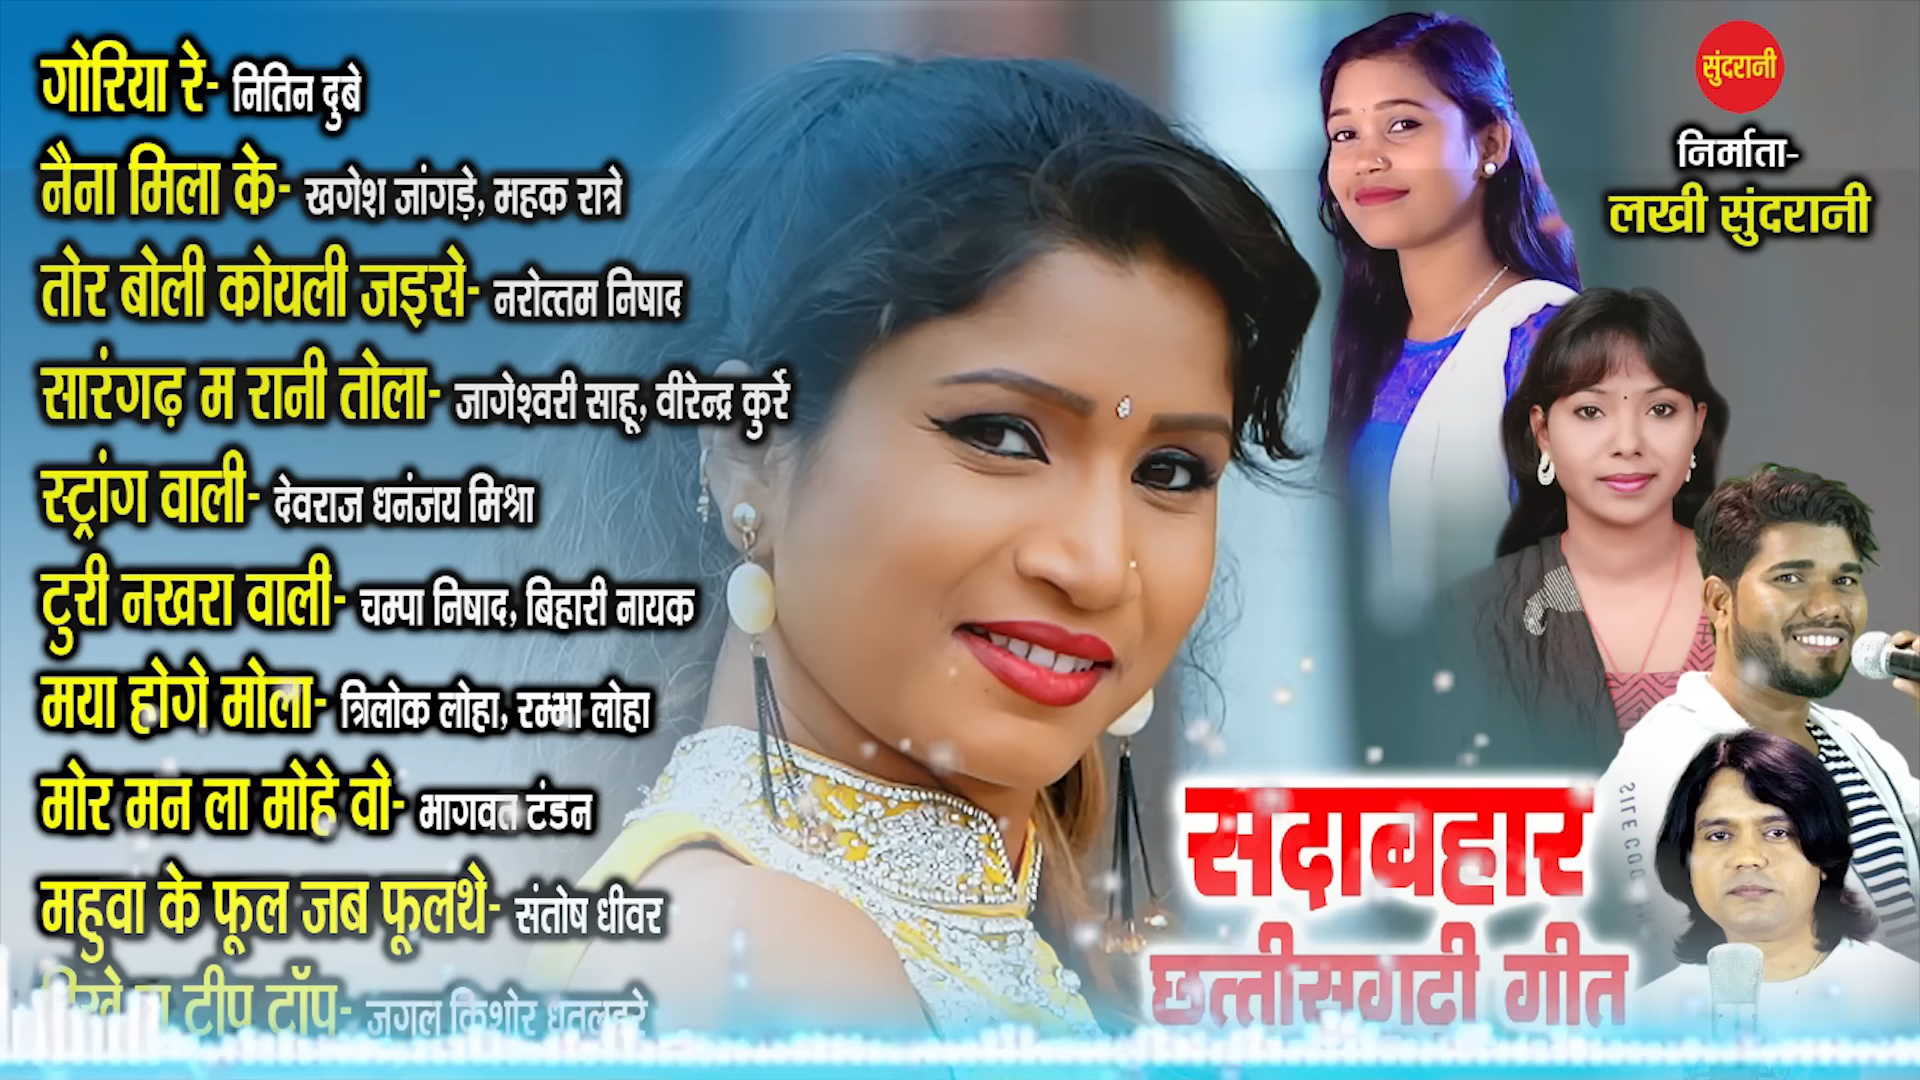 गोरिया रे- नितिन दुबे
नैना मिला के- खगेश जांगड़े, महक रात्रे
तोर बोली कोयली जइसे- नरोत्तम निषाद
सारंगढ़ म रानी तोला- जागेश्वरी साहू, वीरेन्द्र कुर्रे
स्ट्रांग वाली- देवराज धनंजय मिश्रा
टुरी नखरा वाली- चम्पा निषाद, बिहारी नायक
मया होगे मोला- त्रिलोक लोहा, रम्भा लोहा
मोर मन ला मोहे वो- भागवत टंडन
महुवा के फूल जब फूलथे- संतोष धीवर
टीप टॉप- जुगल किशोर
सुंदरानी
निर्माता-
लखी सुंदरानी
सदाबहार
छत्तीसगढ़ी गीत